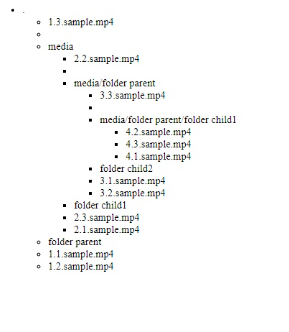 .
1.3.sample.mp4
media
2.2.sample.mp4
media/folder parent
3.3.sample.mp4
media/folder parent/folder child1
4.2.sample.mp4
4.3.sample.mp4
4.1.sample.mp4
folder child2
3.1.sample.mp4
3.2.sample.mp4
folder child1
2.3.sample.mp4
2.1.sample.mp4
folder parent
1.1.sample.mp4
1.2.sample.mp4